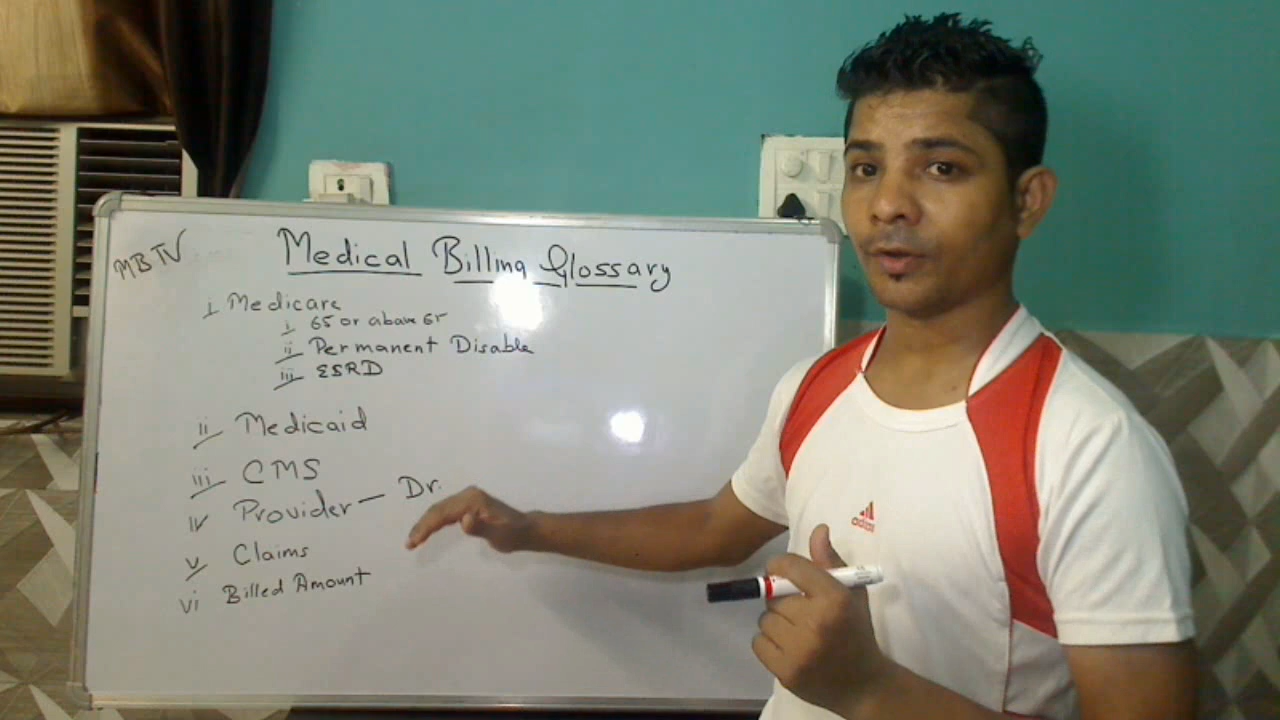 MBTV
Medical Billing Glossary
i Medicare
i 65 or above 65
ii Permanent Disable
iii ESRD
ii Medicaid
iii CMS
iv Provider — Dr.
v Claims
vi Billed Amount
adidas